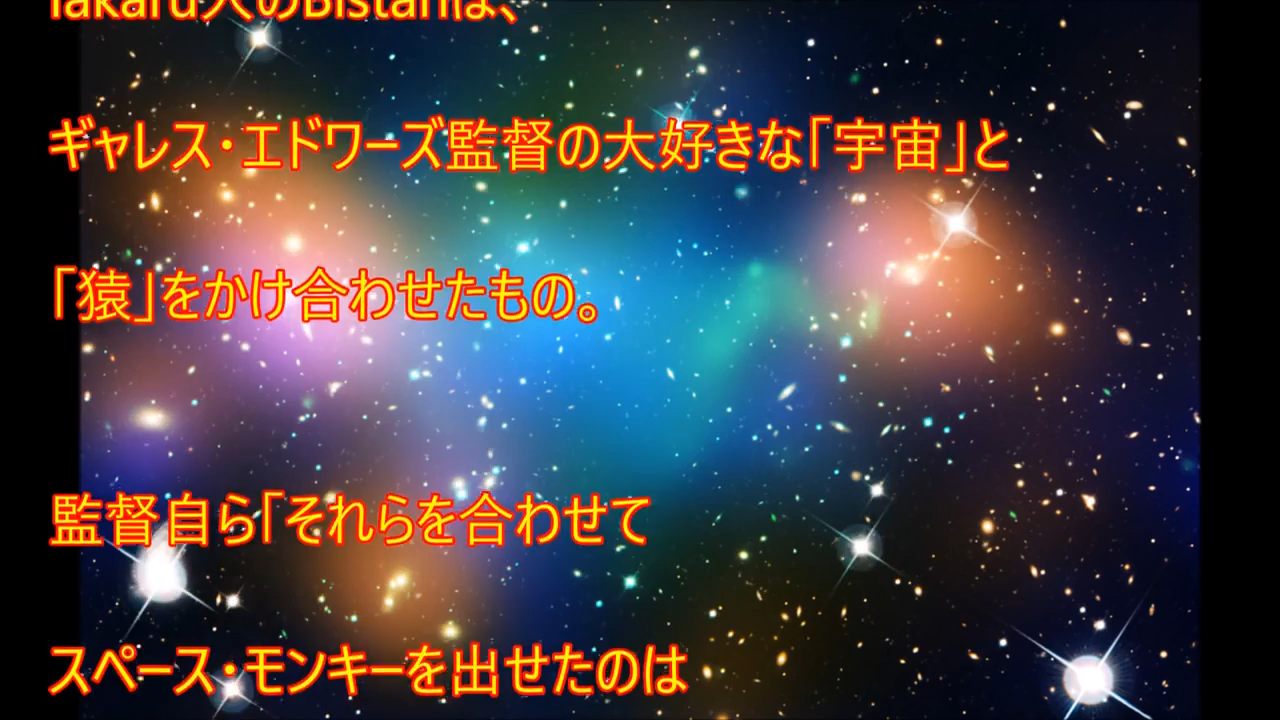 Iakaru人のBistanは、
ギャレス・エドワーズ監督の大好きな「宇宙」と
「猿」をかけ合わせたもの。
監督自ら「それらを合わせて
スペース・モンキーを出せたのは